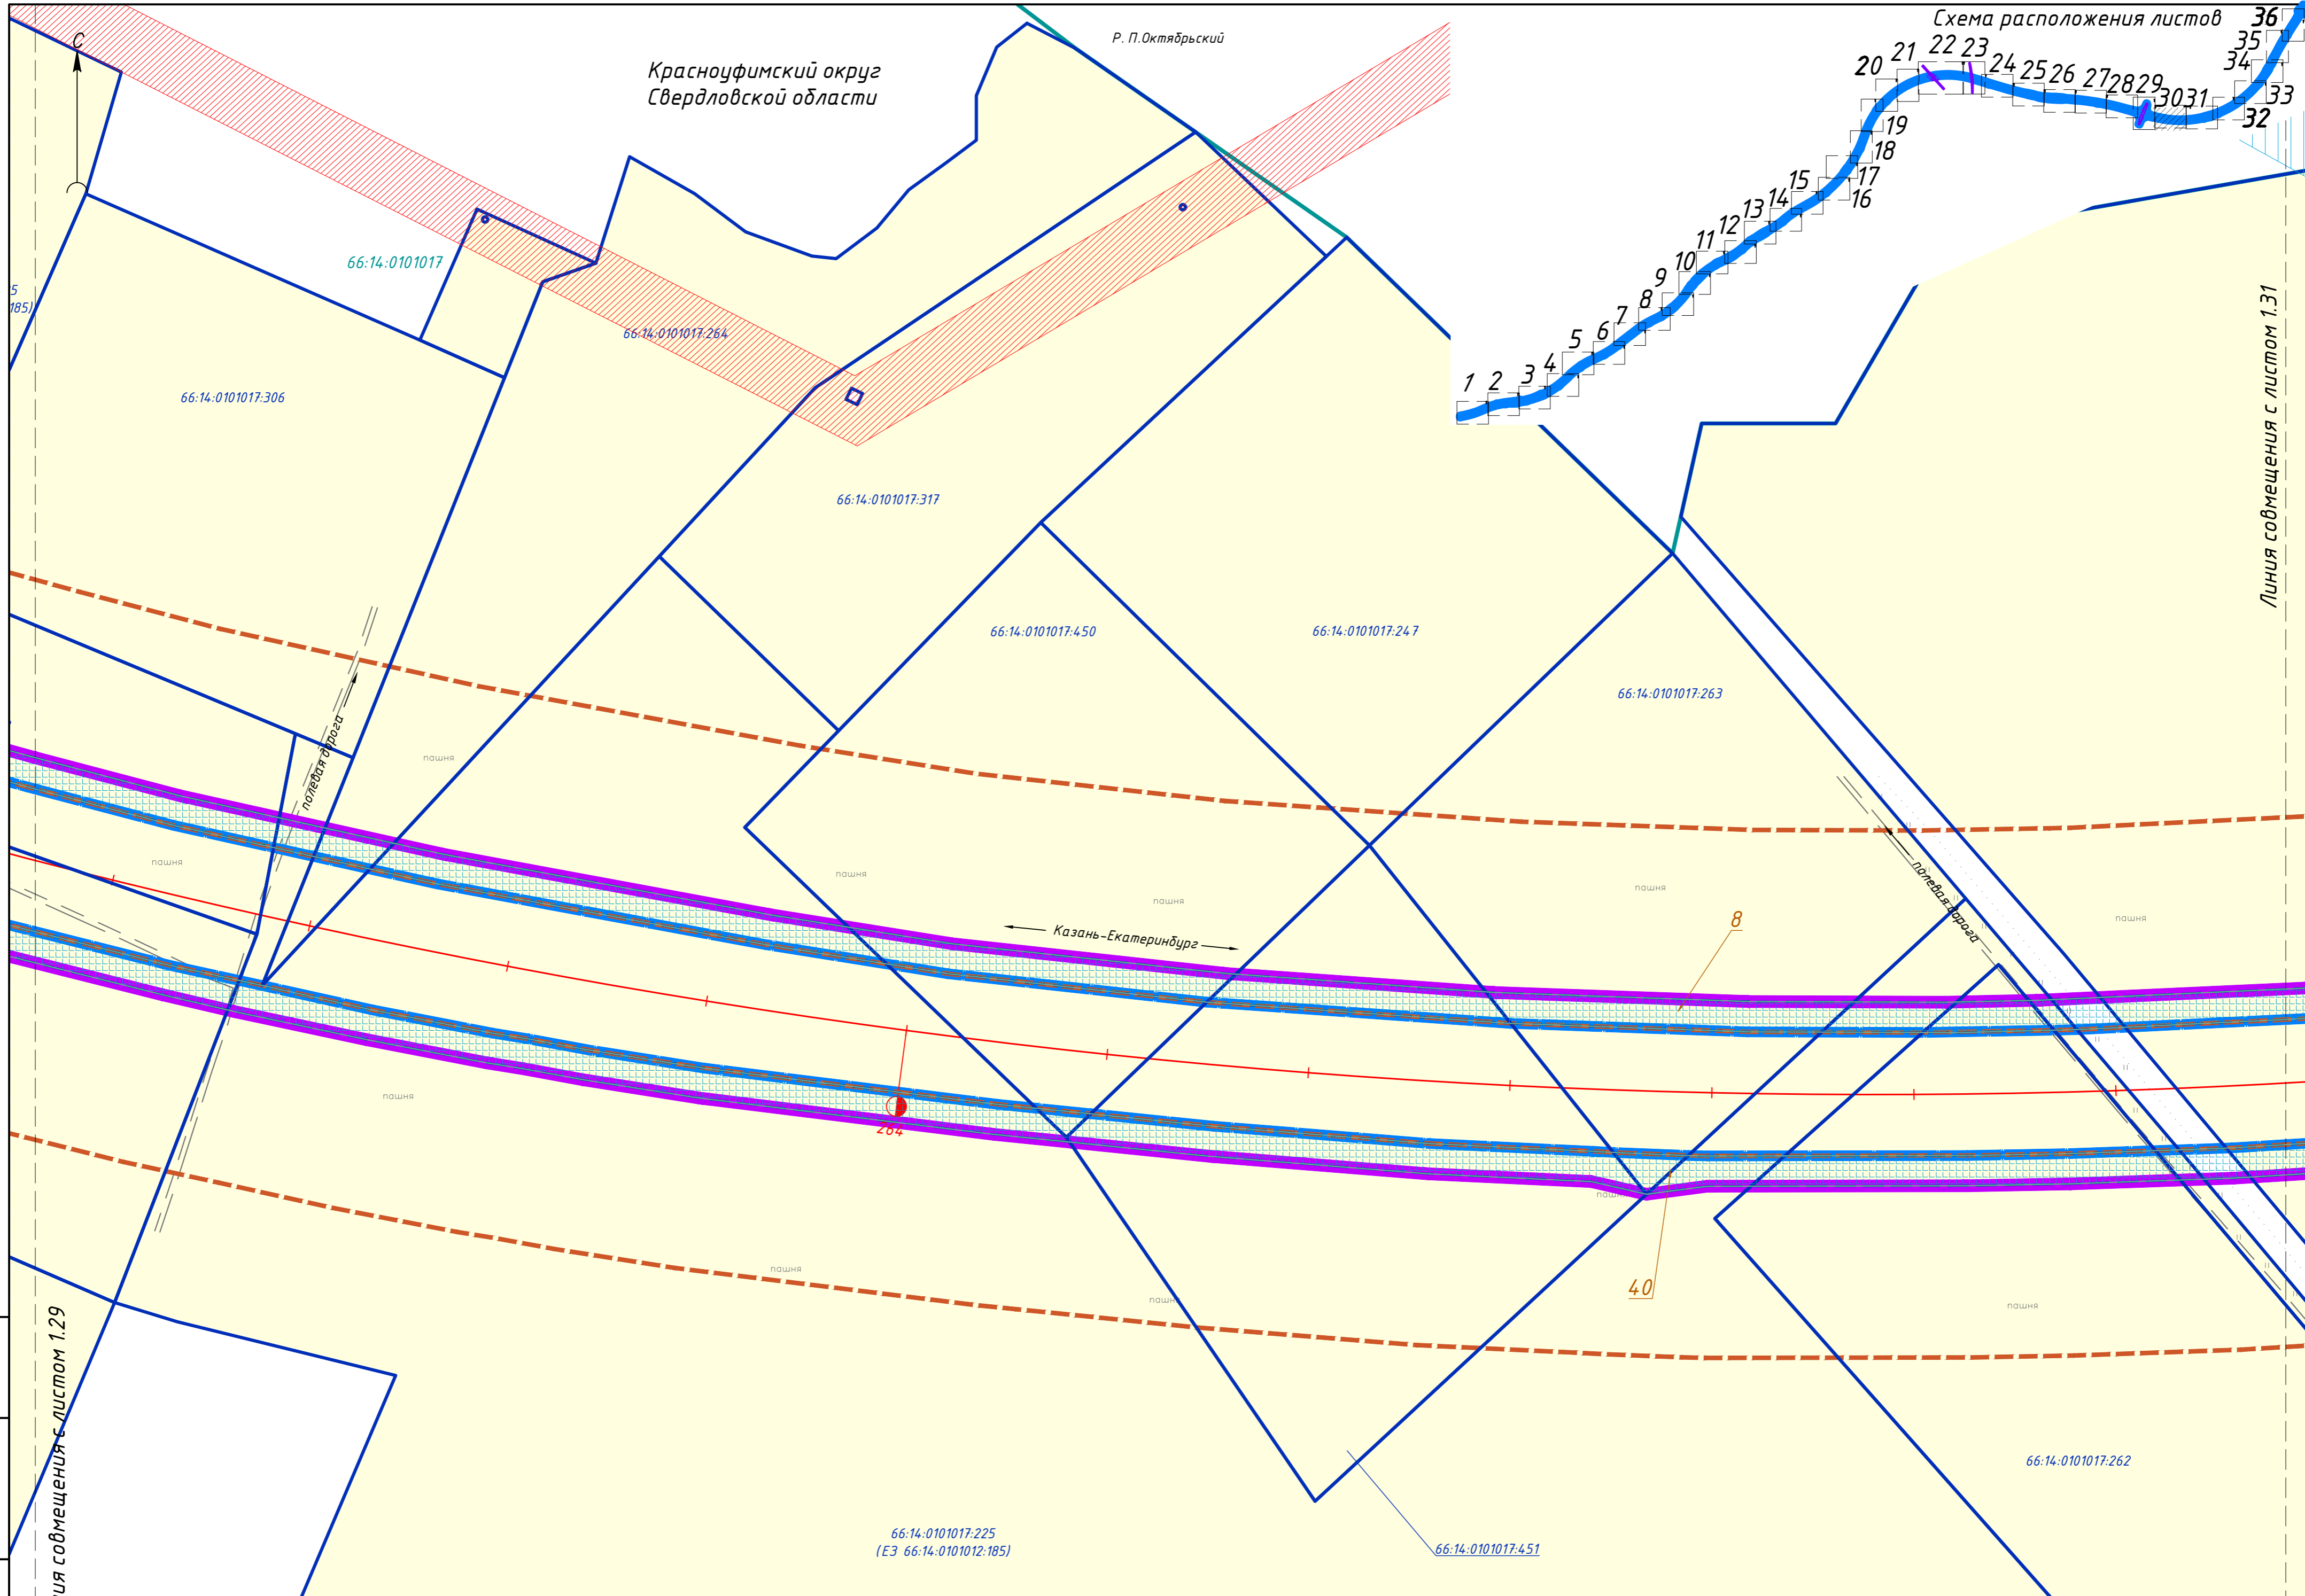 С
Красноуфимский округ
Свердловской области
Р. П.Октябрьский
Схема расположения листов
36
35
34
33
32
31
30
29
28
27
26
25
24
23
22
21
20
19
18
17
16
15
14
13
12
11
10
9
8
7
6
5
4
3
2
1
66:14:0101017
5
185)
66:14:0101017:264
66:14:0101017:306
66:14:0101017:317
Линия совмещения с листом 1.31
66:14:0101017:450
66:14:0101017:247
66:14:0101017:263
полевая дорога
пашня
пашня
пашня
пашня
пашня
полевая дорога
пашня
8
Казань-Екатеринбург
пашня
264
пашня
40
пашня
пашня
пашня
ия совмещения с листом 1.29
66:14:0101017:262
66:14:0101017:225
(ЕЗ 66:14:0101012:185)
66:14:0101017:451